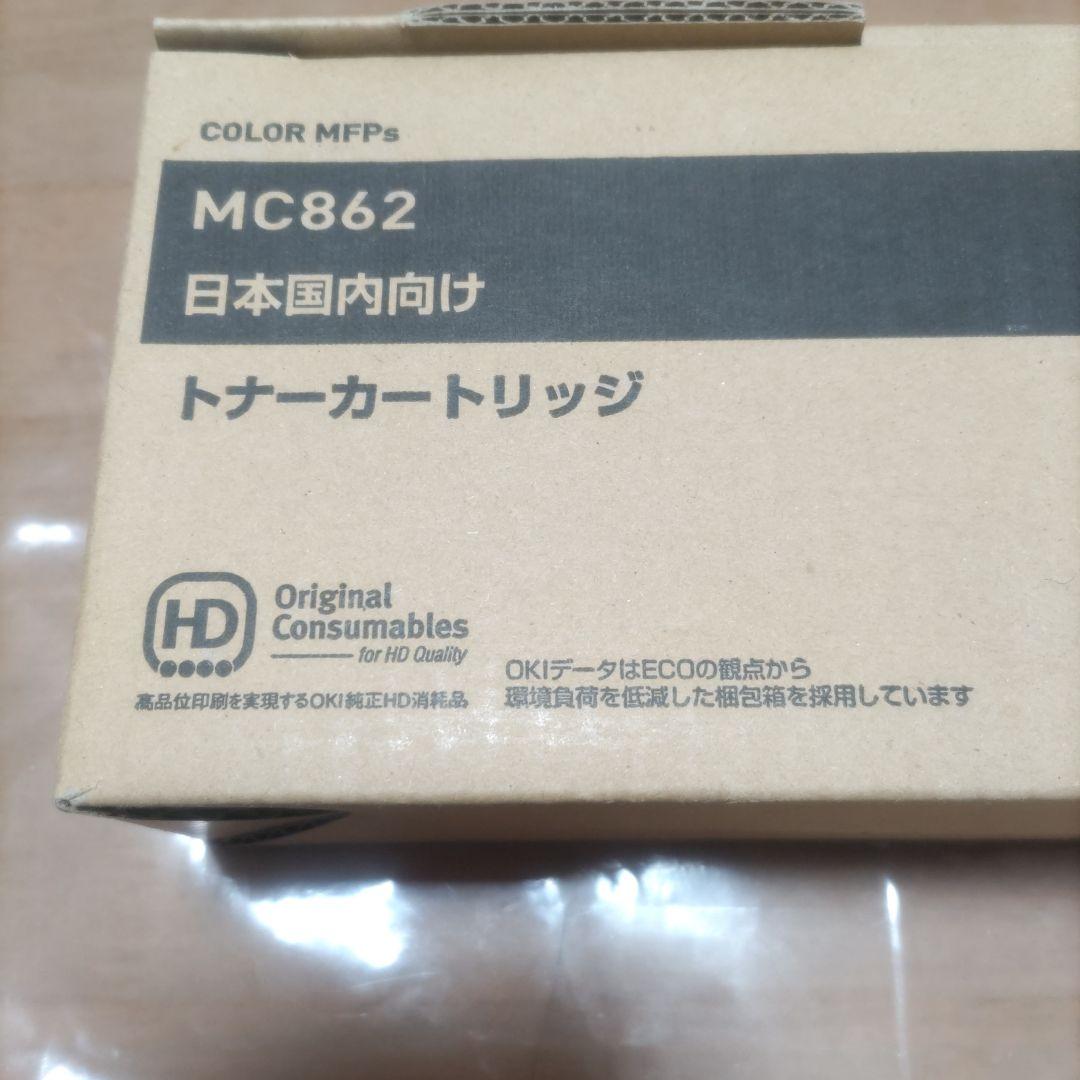 COLOR MFPs
MC862
日本国内向け
トナーカートリッジ
HD
Original
Consumables
for HD Quality
高品位印刷を実現するOKI純正HD消耗品
OKIデータはECOの観点から
環境負荷を低減した梱包箱を採用しています